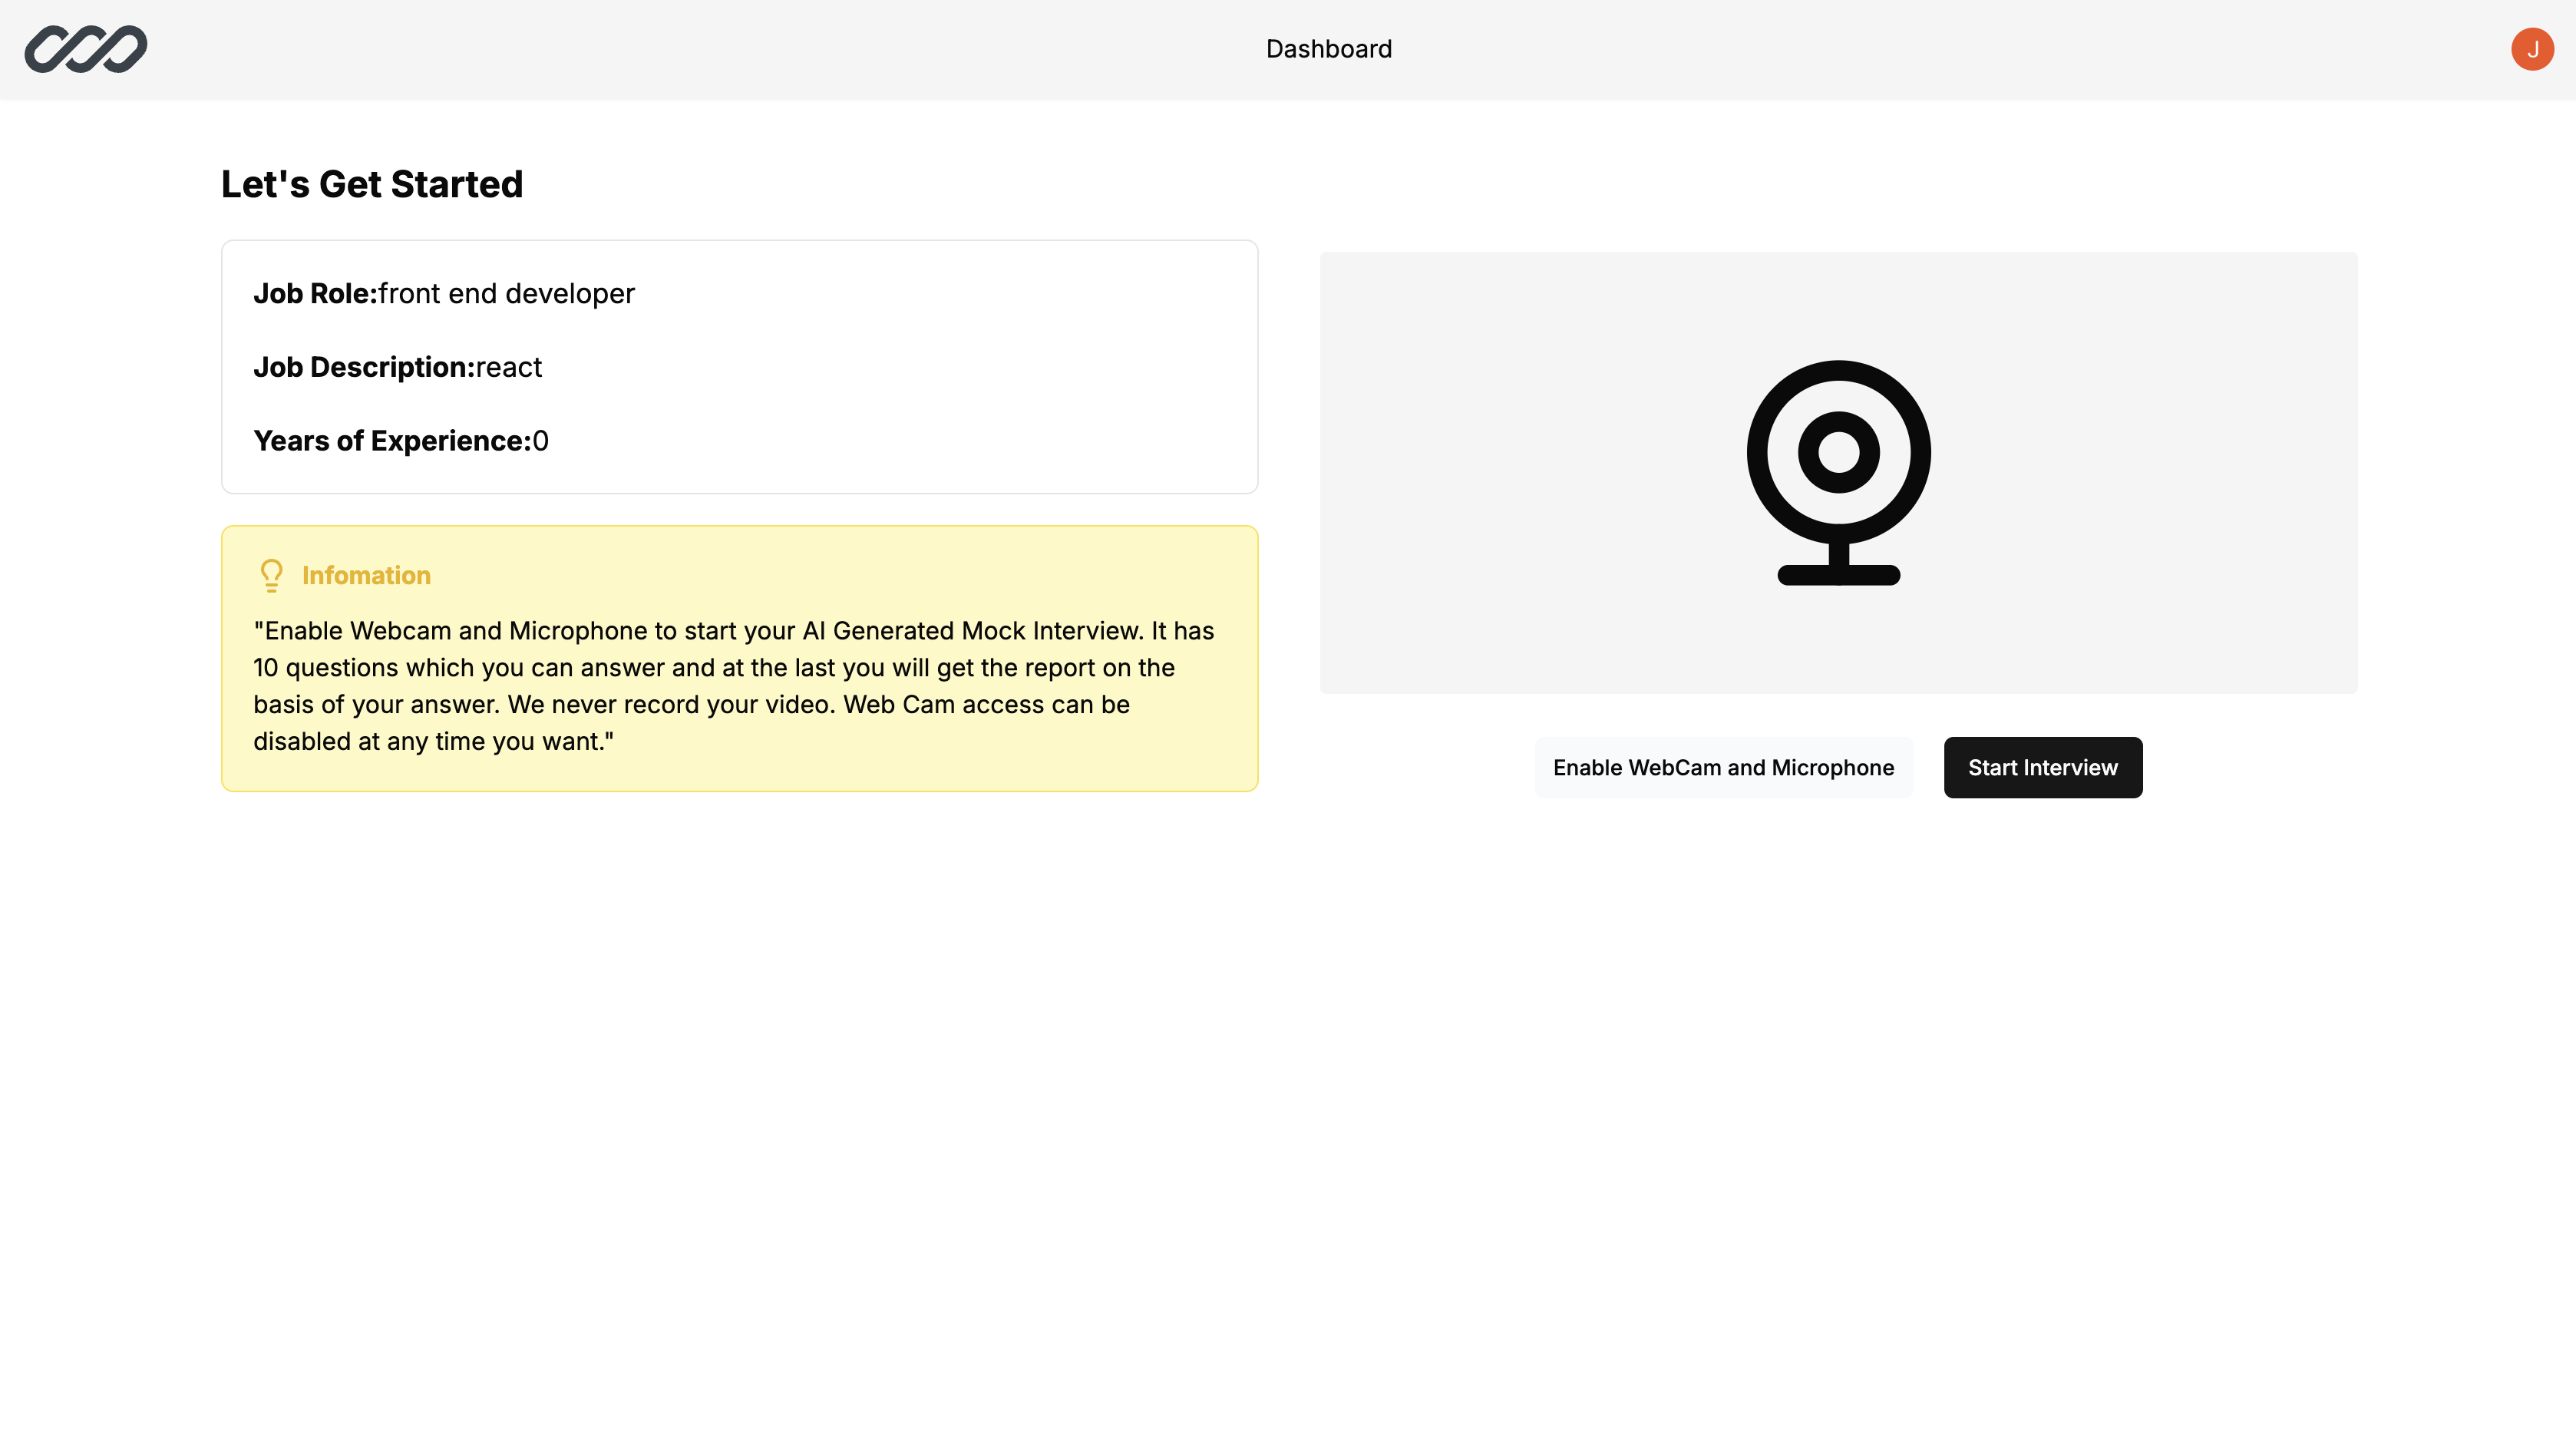 Dashboard
J
Let's Get Started
Job Role:front end developer
Job Description:react
Years of Experience:0
Infomation
"Enable Webcam and Microphone to start your AI Generated Mock Interview. It has
10 questions which you can answer and at the last you will get the report on the
basis of your answer. We never record your video. Web Cam access can be
disabled at any time you want."
Enable WebCam and Microphone
Start Interview